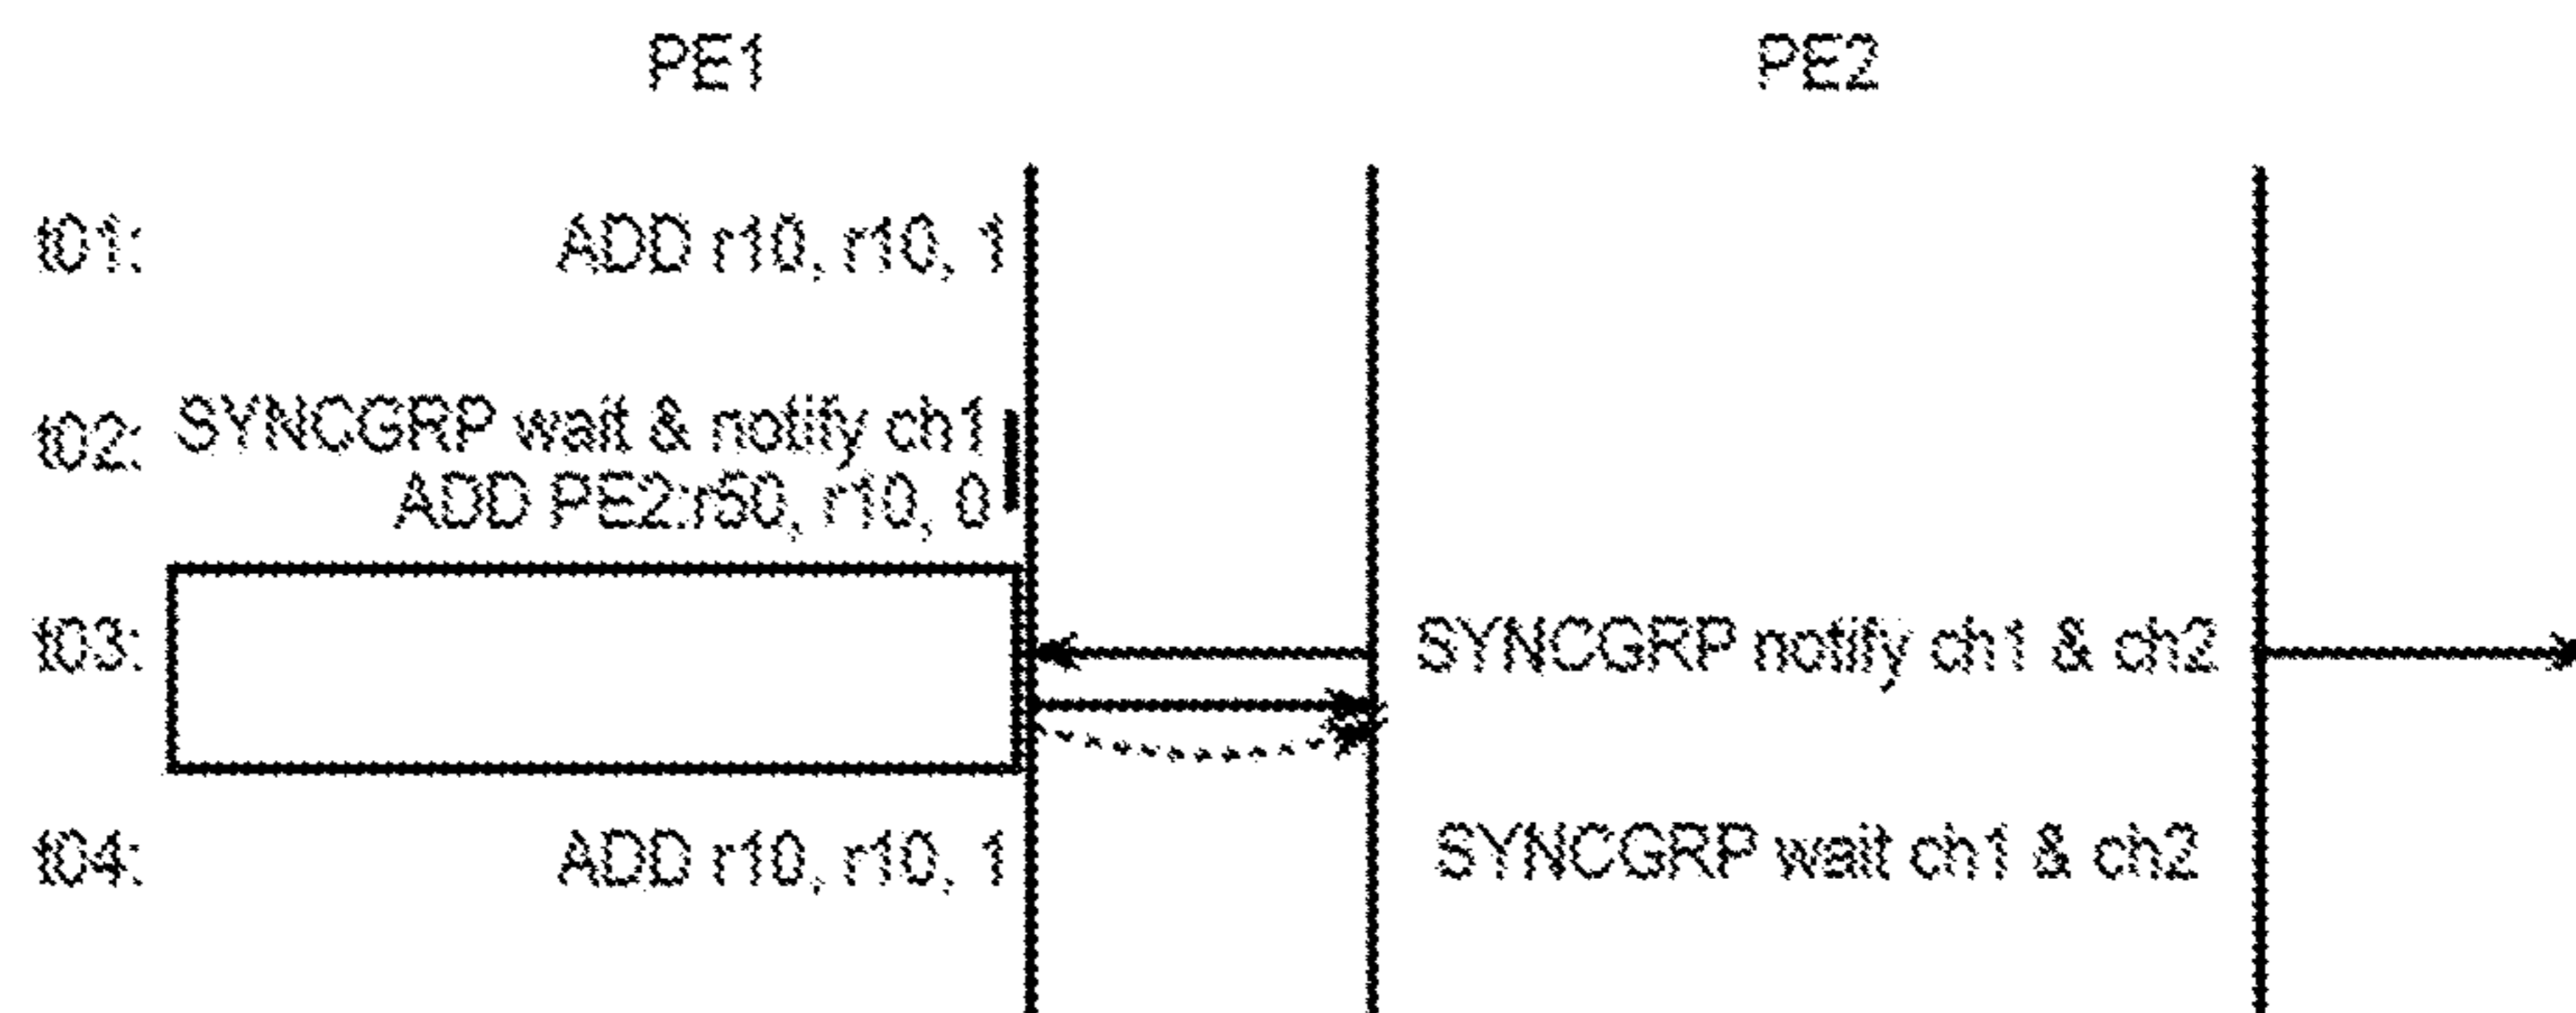 PE1 PE2
t01: ADD r10, r10, 1
t02: SYNCGRP wait & notify ch1
ADD PE2:r50, r10, 0
t03: SYNCGRP notify ch1 & ch2
t04: ADD r10, r10, 1 SYNCGRP wait ch1 & ch2